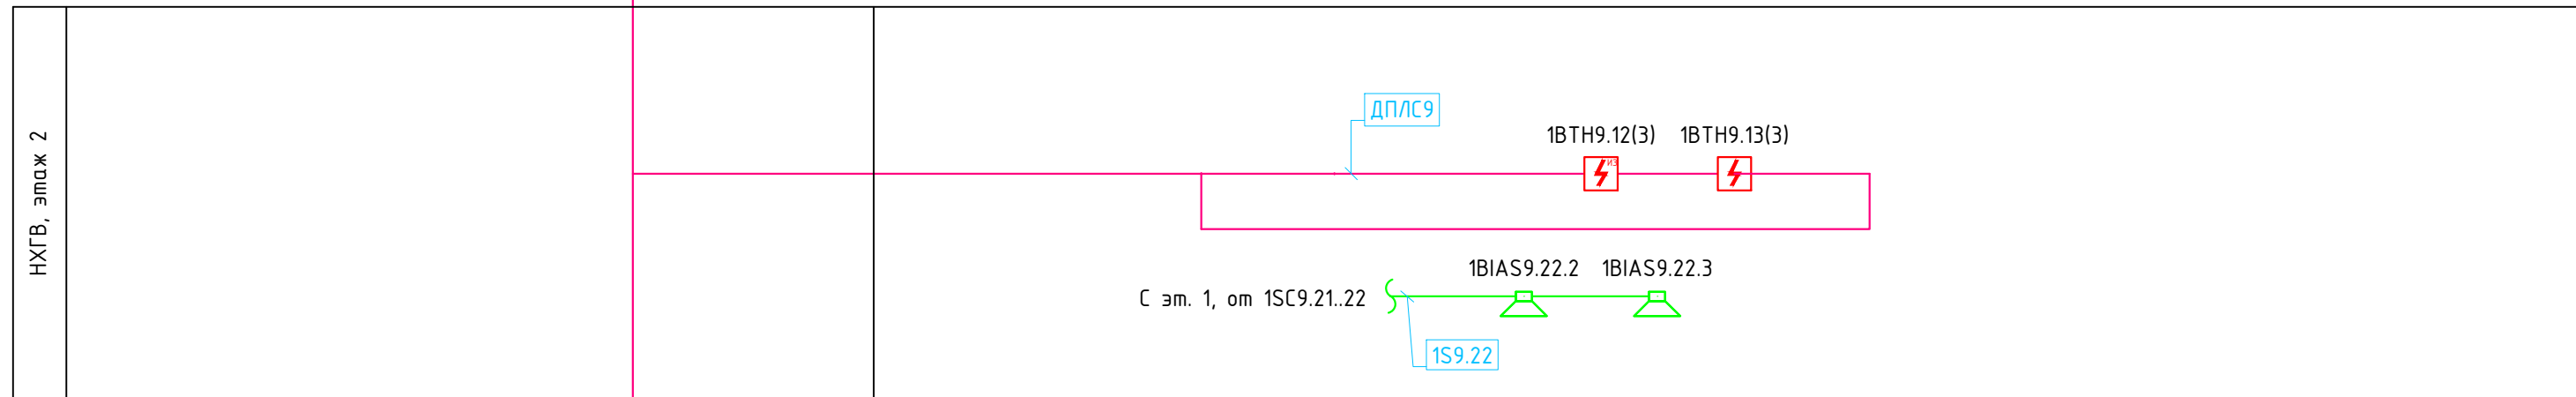 НХГВ, этаж 2
ДПЛС9
1BTH9.12(3) 1BTH9.13(3)
ИЗ
1BIAS9.22.2 1BIAS9.22.3
С эт. 1, от 1SC9.21..22
1S9.22